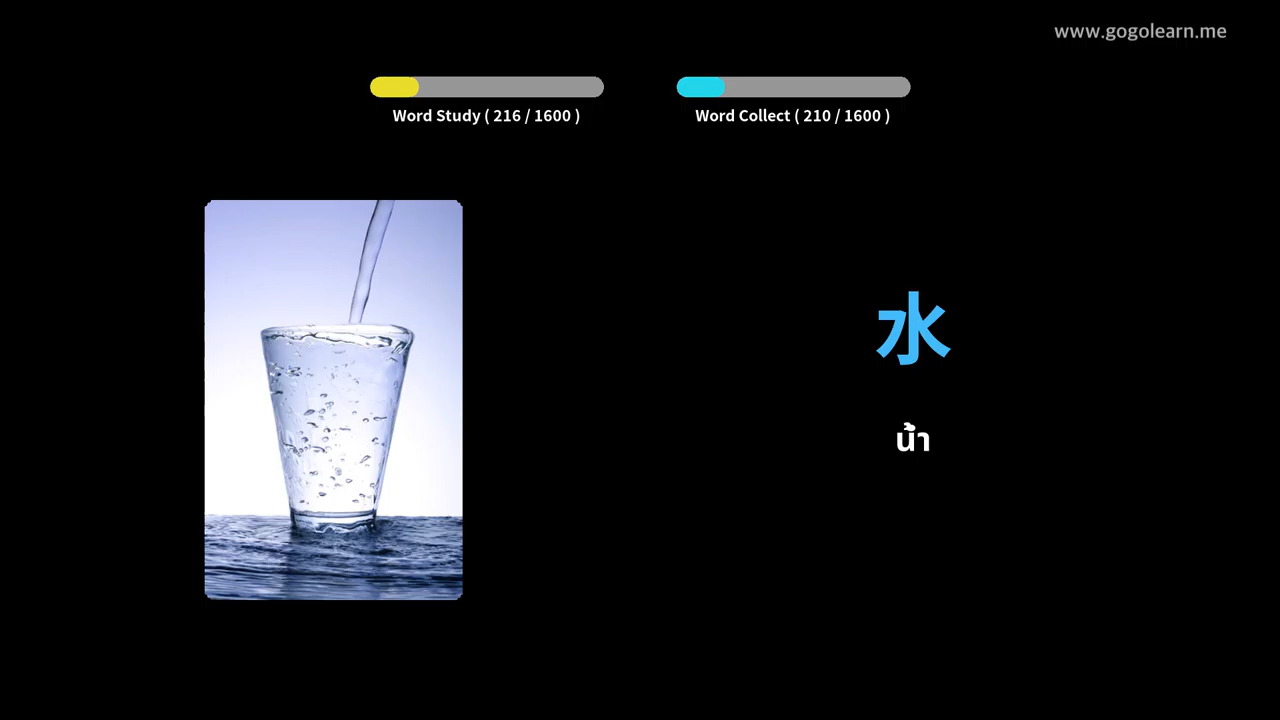 www.gogolearn.me
Word Study ( 216 / 1600 )
Word Collect ( 210 / 1600 )
水
น้ำ